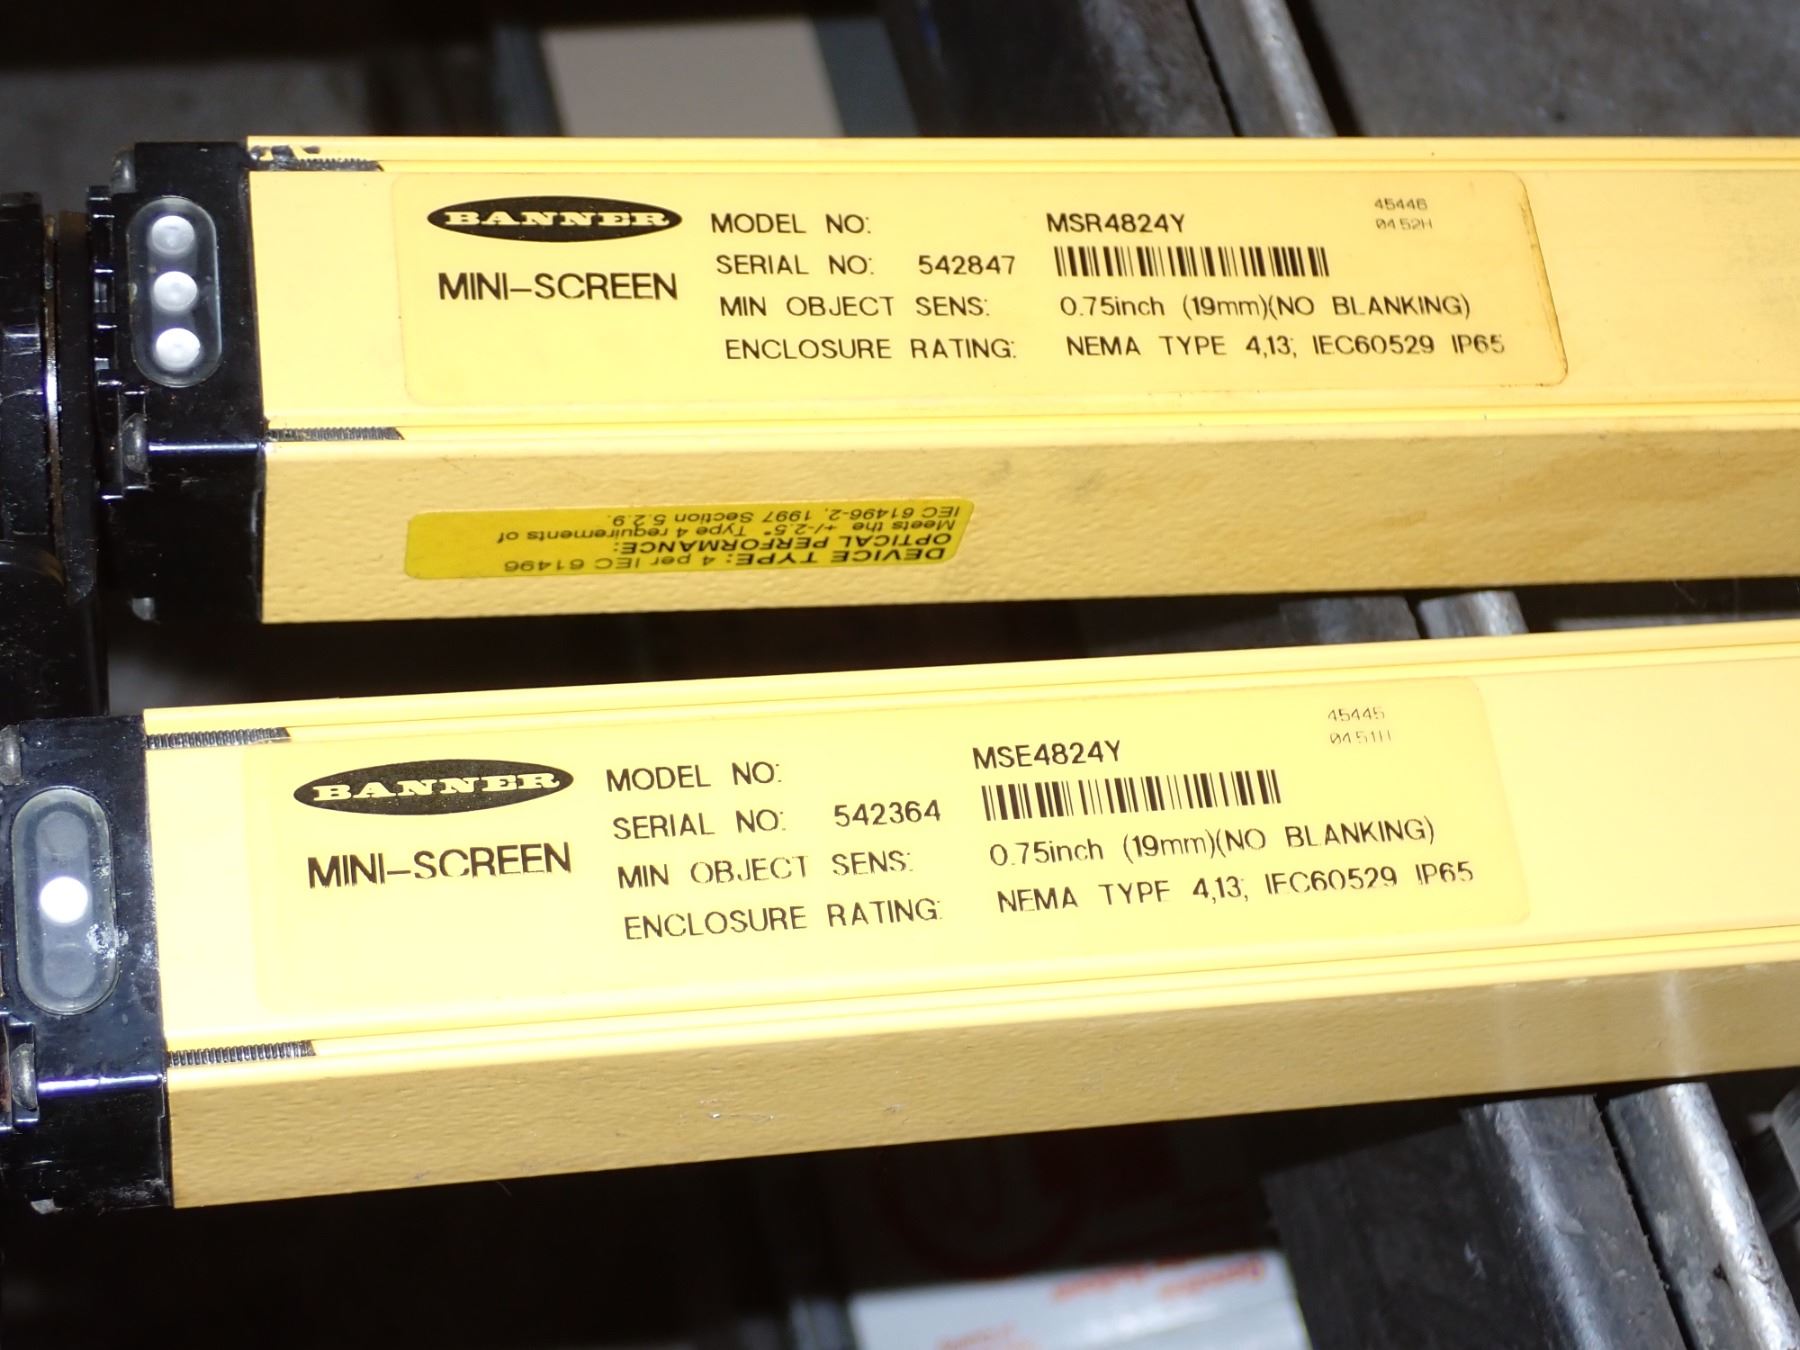 BANNER
MINI-SCREEN
MODEL NO: MSR4824Y
45446
0452H
SERIAL NO: 542847
MIN OBJECT SENS: 0.75inch (19mm)(NO BLANKING)
ENCLOSURE RATING: NEMA TYPE 4,13; IEC60529 IP65
DEVICE TYPE: 4 per IEC 61496
OPTICAL PERFORMANCE:
Meets the +/-2.5° Type 4 requirements of
IEC 61496-2, 1997 Section 5.2.9.
BANNER
MINI-SCREEN
MODEL NO: MSE4824Y
45445
0451H
SERIAL NO: 542364
MIN OBJECT SENS: 0.75inch (19mm)(NO BLANKING)
ENCLOSURE RATING: NEMA TYPE 4,13; IEC60529 IP65